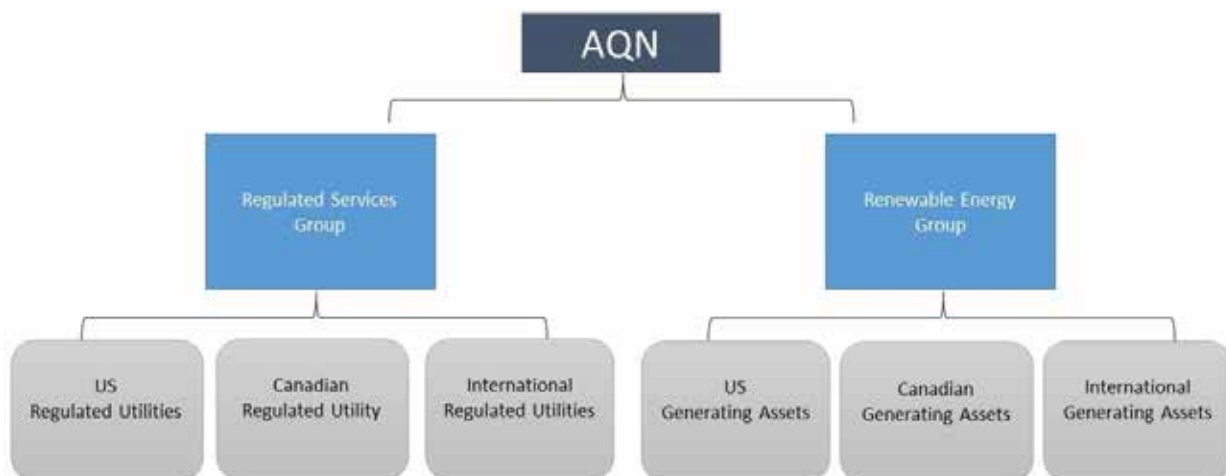 AQN
Regulated Services
Group
Renewable Energy
Group
US
Regulated Utilities
Canadian
Regulated Utility
International
Regulated Utilities
US
Generating Assets
Canadian
Generating Assets
International
Generating Assets